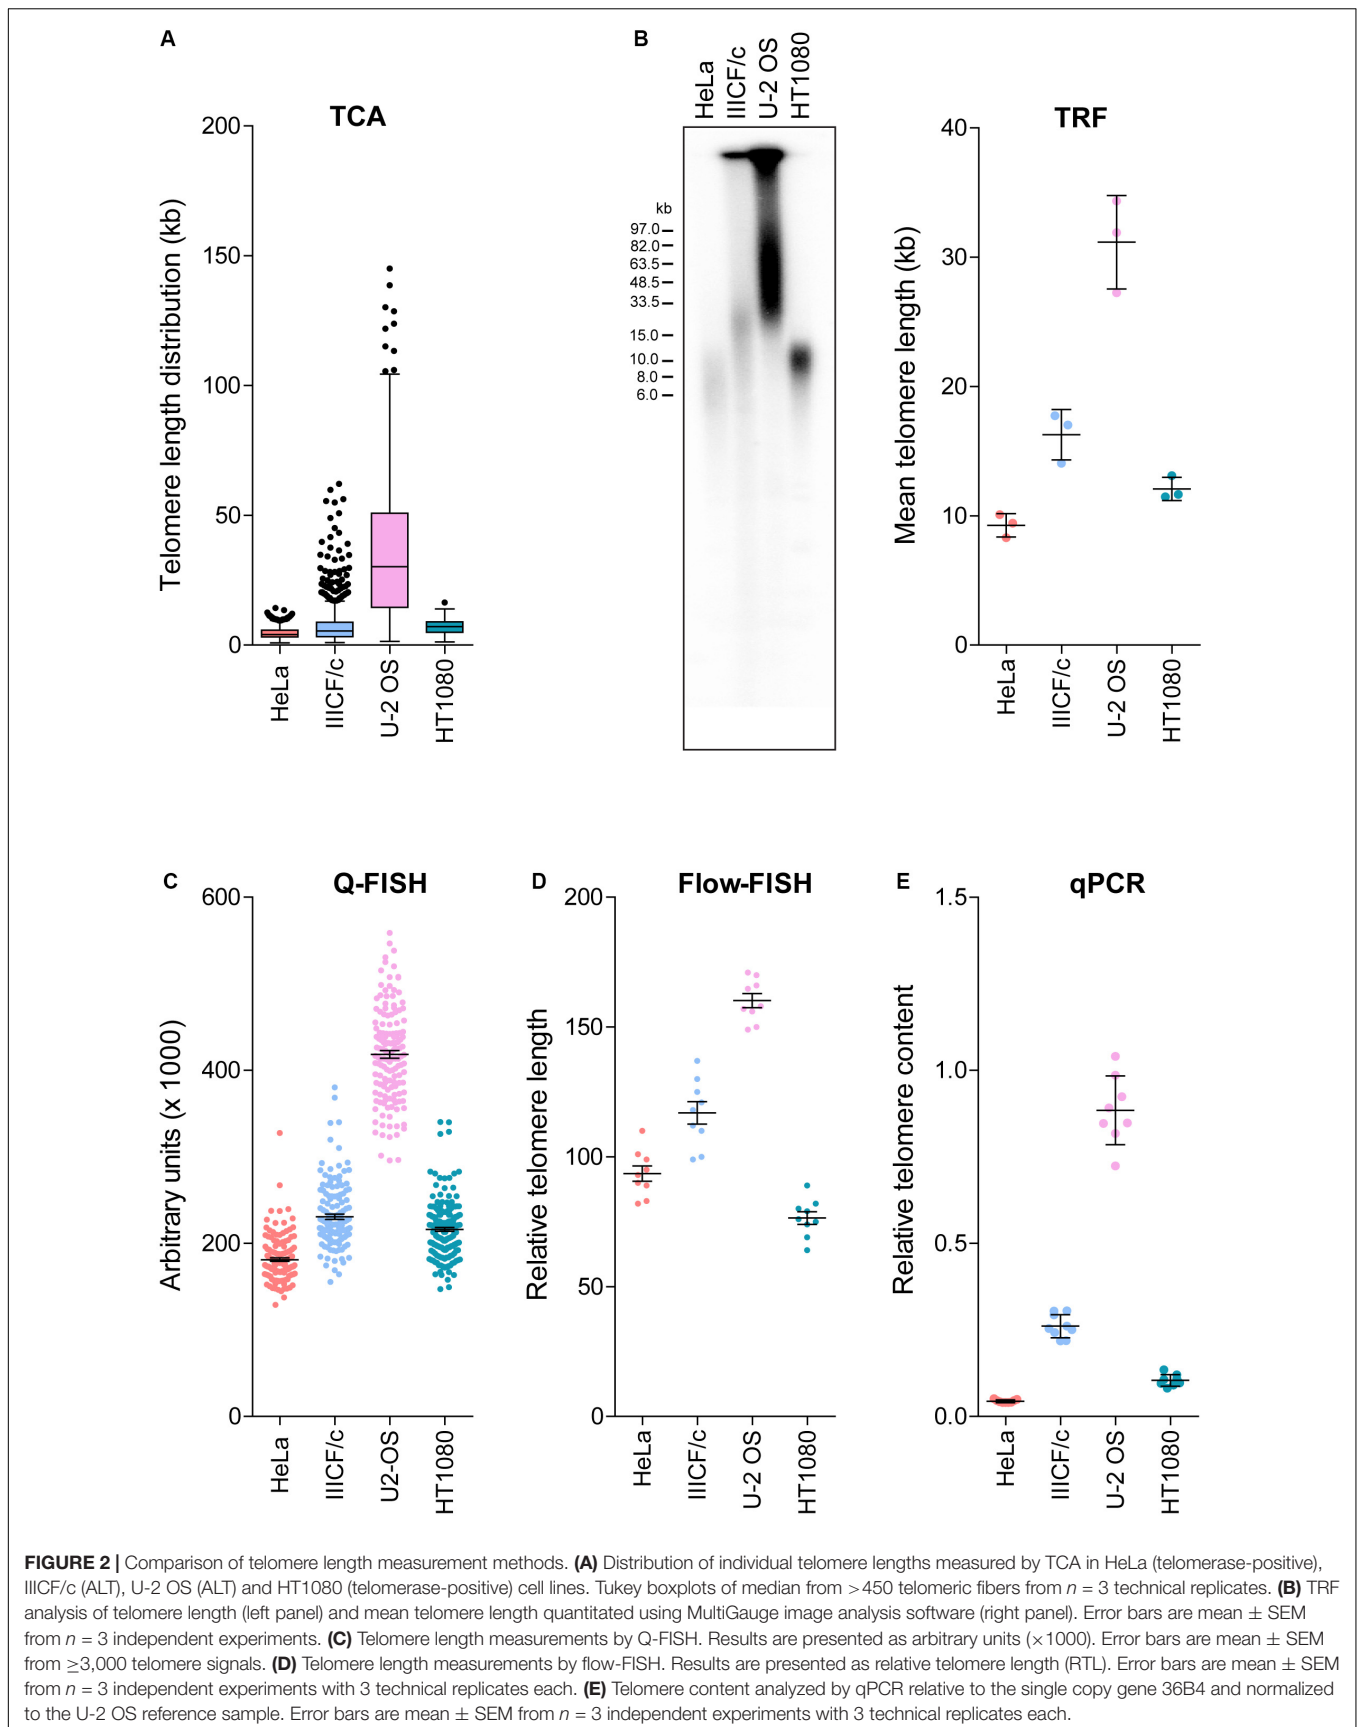 A
TCA
Telomere length distribution (kb)
200
150
100
50
0
HeLa
IIICF/c
U-2 OS
HT1080
B
HeLa
IIICF/c
U-2 OS
HT1080
kb
97.0
82.0
63.5
48.5
33.5
15.0
10.0
8.0
6.0
TRF
Mean telomere length (kb)
40
30
20
10
0
HeLa
IIICF/c
U-2 OS
HT1080
C
Q-FISH
Arbitrary units (x 1000)
600
400
200
0
HeLa
IIICF/c
U2-OS
HT1080
D
Flow-FISH
Relative telomere length
200
150
100
50
0
HeLa
IIICF/c
U-2 OS
HT1080
E
qPCR
Relative telomere content
1.5
1.0
0.5
0.0
HeLa
IIICF/c
U-2 OS
HT1080
FIGURE 2 | Comparison of telomere length measurement methods. (A) Distribution of individual telomere lengths measured by TCA in HeLa (telomerase-positive),
IIICF/c (ALT), U-2 OS (ALT) and HT1080 (telomerase-positive) cell lines. Tukey boxplots of median from >450 telomeric fibers from n = 3 technical replicates. (B) TRF
analysis of telomere length (left panel) and mean telomere length quantitated using MultiGauge image analysis software (right panel). Error bars are mean ± SEM
from n = 3 independent experiments. (C) Telomere length measurements by Q-FISH. Results are presented as arbitrary units (×1000). Error bars are mean ± SEM
from ≥3,000 telomere signals. (D) Telomere length measurements by flow-FISH. Results are presented as relative telomere length (RTL). Error bars are mean ± SEM
from n = 3 independent experiments with 3 technical replicates each. (E) Telomere content analyzed by qPCR relative to the single copy gene 36B4 and normalized
to the U-2 OS reference sample. Error bars are mean ± SEM from n = 3 independent experiments with 3 technical replicates each.